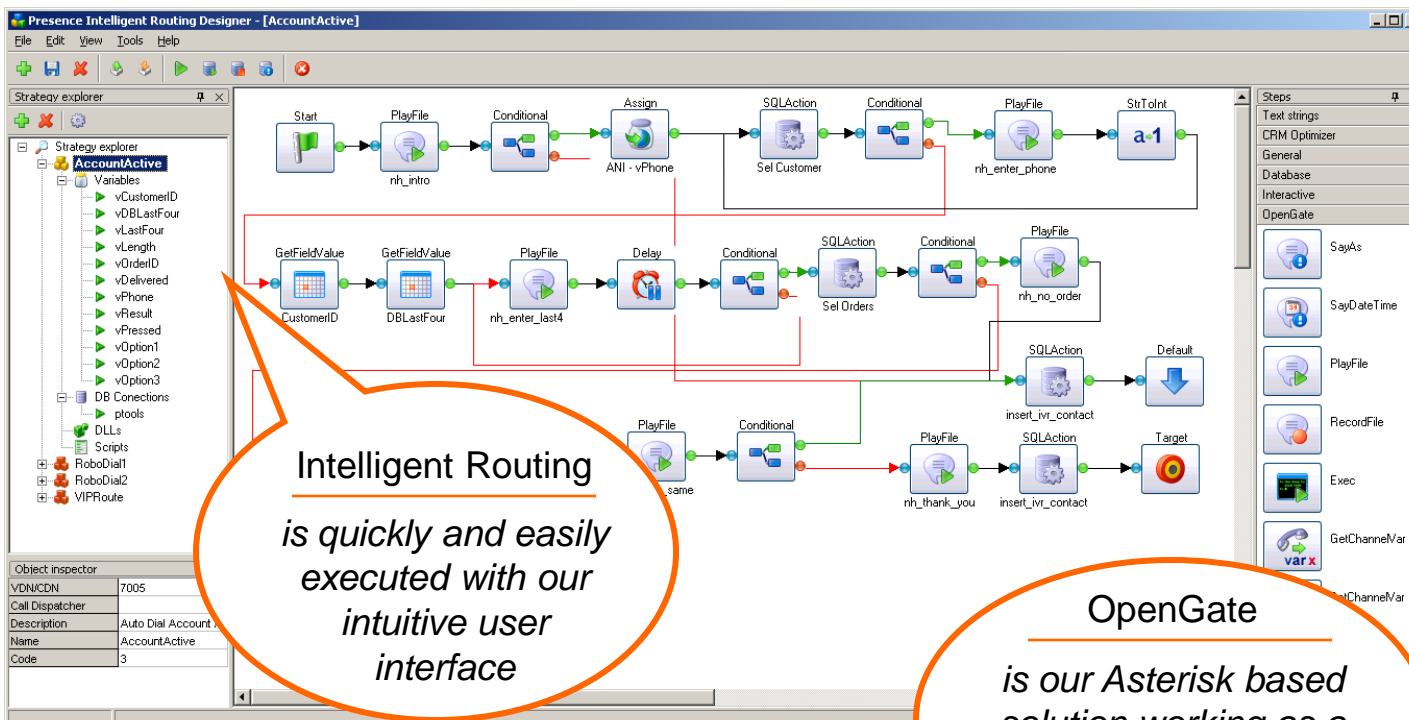 Presence Intelligent Routing Designer - [AccountActive]
File Edit View Tools Help
Strategy explorer
Strategy explorer
AccountActive
Variables
vCustomerID
vDBLastFour
vLastFour
vLength
vOrderID
vDelivered
vPhone
vResult
vPressed
vOption1
vOption2
vOption3
DB Conections
ptools
DLLs
Scripts
RoboDial1
RoboDial2
VIPRoute
Object inspector
VDN/CDN 7005
Call Dispatcher
Description Auto Dial Account
Name AccountActive
Code 3
Start
PlayFile
nh_intro
Conditional
Assign
ANI - vPhone
SQLAction
Sel Customer
Conditional
PlayFile
nh_enter_phone
StrToInt
a 1
GetFieldValue
CustomerID
GetFieldValue
DBLastFour
PlayFile
nh_enter_last4
Delay
Conditional
SQLAction
Sel Orders
Conditional
PlayFile
nh_no_order
SQLAction
insert_ivr_contact
Default
PlayFile
_same
Conditional
PlayFile
nh_thank_you
SQLAction
insert_ivr_contact
Target
Steps
Text strings
CRM Optimizer
General
Database
Interactive
OpenGate
SayAs
SayDateTime
PlayFile
RecordFile
Exec
GetChannelVar
var x
Intelligent Routing
is quickly and easily
executed with our
intuitive user
interface
OpenGate
is our Asterisk based
solution working as a